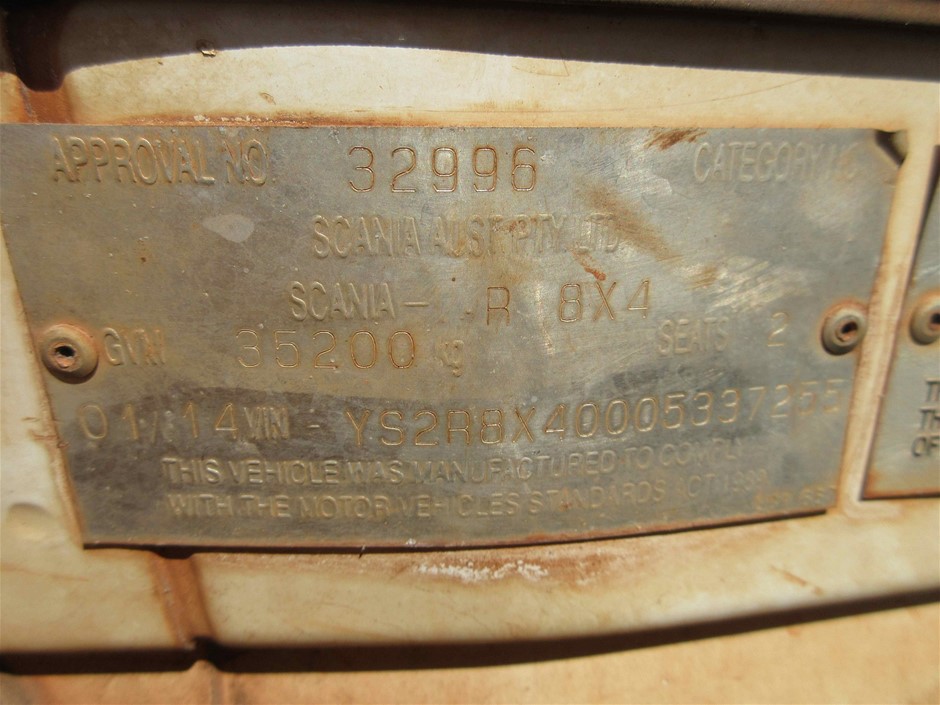 APPROVAL NO. 32996 CATEGORY
SCANIA AUST PTY. LTD
SCANIA - R 8X4
GVM 35200 kg SEATS 2
01/14 VIN - YS2R8X40005337255
THIS VEHICLE WAS MANUFACTURED TO COMPLY
WITH THE MOTOR VEHICLES STANDARDS ACT 1989
OF